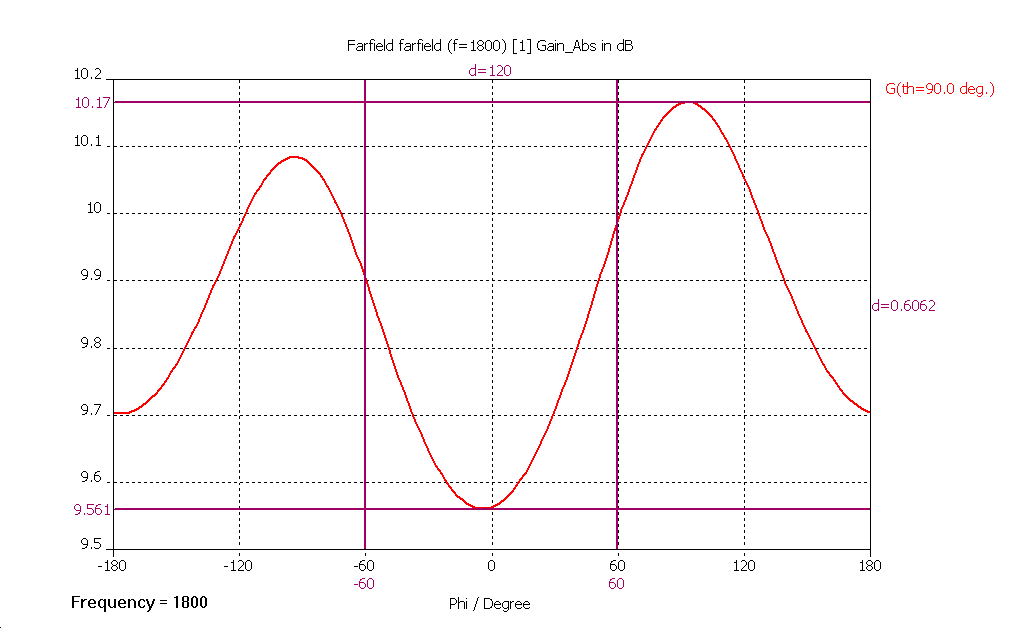 Farfield farfield (f=1800) [1] Gain_Abs in dB
d=120
10.2
G(th=90.0 deg.)
10.17
10.1
10
9.9
d=0.6062
9.8
9.7
9.6
9.561
9.5
-180 -120 -60 0 60 120 180
-60 60
Frequency = 1800
Phi / Degree